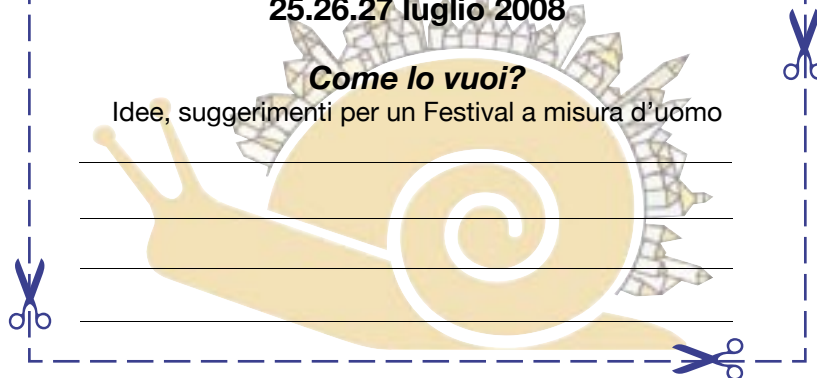 25.26.27 luglio 2008
Come lo vuoi?
Idee, suggerimenti per un Festival a misura d'uomo